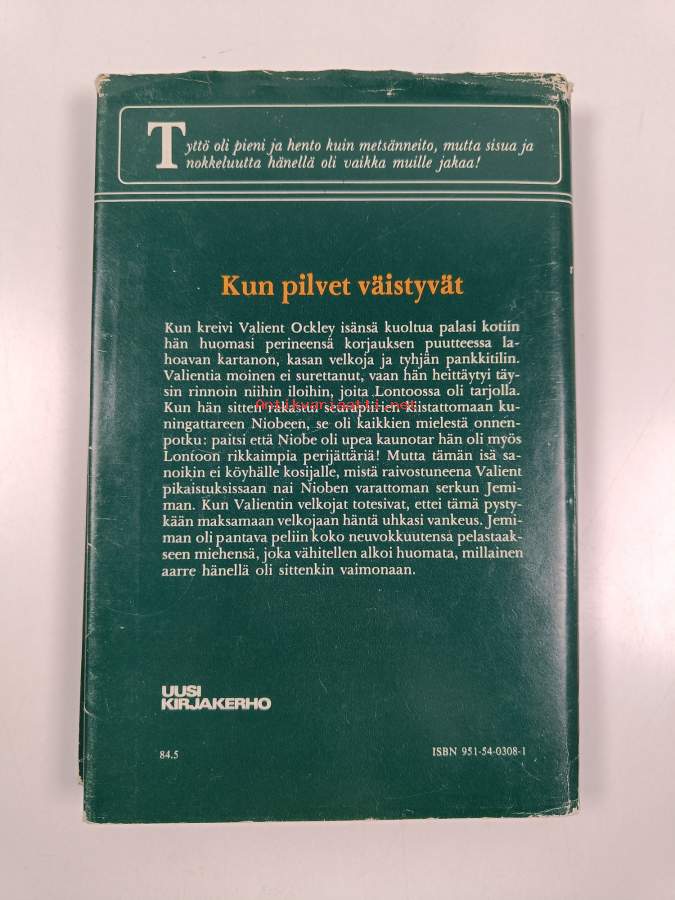 Tyttö oli pieni ja hento kuin metsänneito, mutta sisua ja
nokkeluutta hänellä oli vaikka muille jakaa!
Kun pilvet väistyvät
Kun kreivi Valient Ockley isänsä kuoltua palasi kotiin
hän huomasi perineensä korjauksen puutteessa la-
hoavan kartanon, kasan velkoja ja tyhjän pankkitilin.
Valientia moinen ei surettanut, vaan hän heittäytyi täy-
sin rinnoin niihin iloihin, joita Lontoossa oli tarjolla.
Antikvariaatti.net
Kun hän sitten rakastui seurapiirien kiistattomaan ku-
ningattareen Niobeen, se oli kaikkien mielestä onnen-
potku: paitsi että Niobe oli upea kaunotar hän oli myös
Lontoon rikkaimpia perijättäriä! Mutta tämän isä sa-
noikin ei köyhälle kosijalle, mistä raivostuneena Valient
pikaistuksissaan nai Nioben varattoman serkun Jemi-
man. Kun Valientin velkojat totesivat, ettei tämä pysty-
kään maksamaan velkojaan häntä uhkasi vankeus. Jemi-
man oli pantava peliin koko neuvokkuutensa pelastaak-
seen miehensä, joka vähitellen alkoi huomata, millainen
aarre hänellä oli sittenkin vaimonaan.
UUSI
KIRJAKERHO
84.5
ISBN 951-54-0308-1